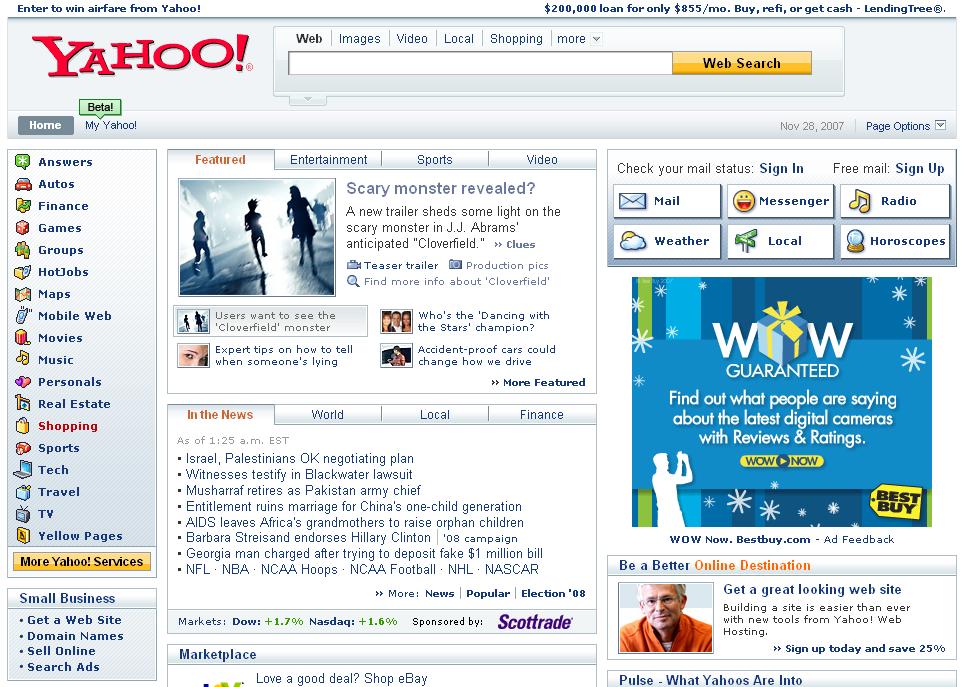 Enter to win airfare from Yahoo!
$200,000 loan for only $855/mo. Buy, refi, or get cash - LendingTree®.
YAHOO!®
Web Images Video Local Shopping more
Web Search
Beta!
Home My Yahoo!
Nov 28, 2007 Page Options
Answers
Autos
Finance
Games
Groups
HotJobs
Maps
Mobile Web
Movies
Music
Personals
Real Estate
Shopping
Sports
Tech
Travel
TV
Yellow Pages
More Yahoo! Services
Small Business
• Get a Web Site
• Domain Names
• Sell Online
• Search Ads
Featured Entertainment Sports Video
Scary monster revealed?
A new trailer sheds some light on the
scary monster in J.J. Abrams'
anticipated "Cloverfield." » Clues
Teaser trailer Production pics
Find more info about 'Cloverfield'
Users want to see the
'Cloverfield' monster
Who's the 'Dancing with
the Stars' champion?
Expert tips on how to tell
when someone's lying
Accident-proof cars could
change how we drive
» More Featured
In the News World Local Finance
As of 1:25 a.m. EST
• Israel, Palestinians OK negotiating plan
• Witnesses testify in Blackwater lawsuit
• Musharraf retires as Pakistan army chief
• Entitlement ruins marriage for China's one-child generation
• AIDS leaves Africa's grandmothers to raise orphan children
• Barbara Streisand endorses Hillary Clinton | '08 campaign
• Georgia man charged after trying to deposit fake $1 million bill
• NFL · NBA · NCAA Hoops · NCAA Football · NHL · NASCAR
» More: News | Popular | Election '08
Markets: Dow: +1.7% Nasdaq: +1.6% Sponsored by: Scottrade
Marketplace
Love a good deal? Shop eBay
Check your mail status: Sign In Free mail: Sign Up
Mail Messenger Radio
Weather Local Horoscopes
WOW
GUARANTEED
Find out what people are saying
about the latest digital cameras
with Reviews & Ratings.
WOW NOW
BEST
BUY
WOW Now. Bestbuy.com - Ad Feedback
Be a Better Online Destination
Get a great looking web site
Building a site is easier than ever
with new tools from Yahoo! Web
Hosting.
» Sign up today and save 25%
Pulse - What Yahoos Are Into